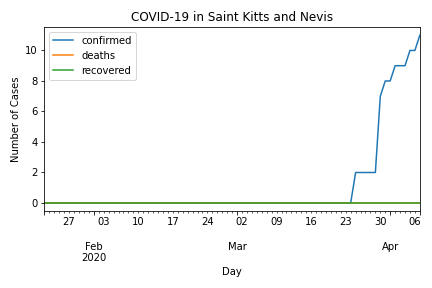 COVID-19 in Saint Kitts and Nevis
confirmed
deaths
recovered
Number of Cases
10
8
6
4
2
0
27 03 10 17 24 02 09 16 23 30 06
Feb Mar Apr
2020
Day